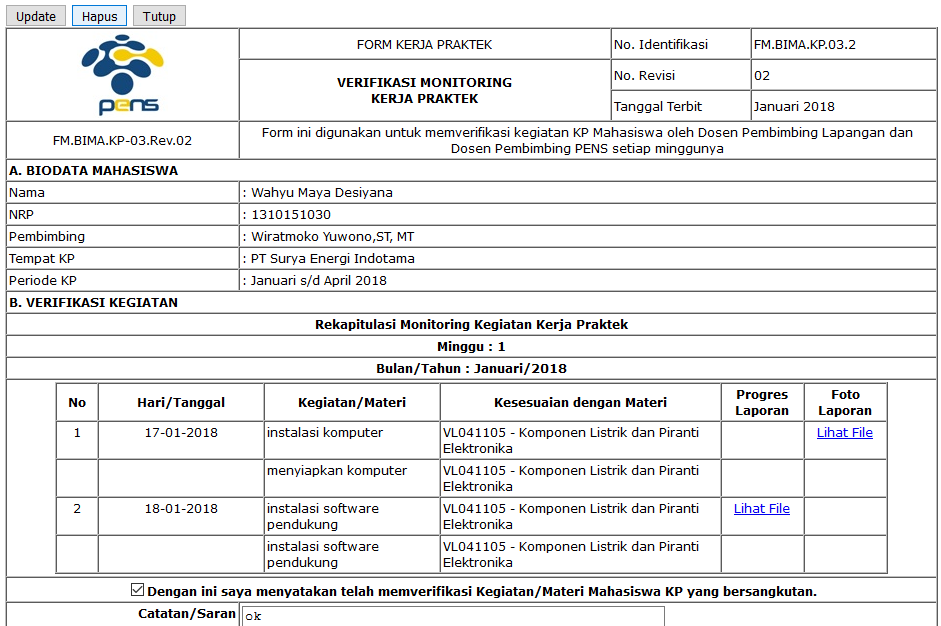 Update Hapus Tutup
pens
FORM KERJA PRAKTEK
No. Identifikasi FM.BIMA.KP.03.2
VERIFIKASI MONITORING
KERJA PRAKTEK
No. Revisi 02
Tanggal Terbit Januari 2018
FM.BIMA.KP-03.Rev.02
Form ini digunakan untuk memverifikasi kegiatan KP Mahasiswa oleh Dosen Pembimbing Lapangan dan
Dosen Pembimbing PENS setiap minggunya
A. BIODATA MAHASISWA
Nama : Wahyu Maya Desiyana
NRP : 1310151030
Pembimbing : Wiratmoko Yuwono,ST, MT
Tempat KP : PT Surya Energi Indotama
Periode KP : Januari s/d April 2018
B. VERIFIKASI KEGIATAN
Rekapitulasi Monitoring Kegiatan Kerja Praktek
Minggu : 1
Bulan/Tahun : Januari/2018
No Hari/Tanggal Kegiatan/Materi Kesesuaian dengan Materi Progres Laporan Foto Laporan
1 17-01-2018 instalasi komputer VL041105 - Komponen Listrik dan Piranti Lihat File
Elektronika
menyiapkan komputer VL041105 - Komponen Listrik dan Piranti
Elektronika
2 18-01-2018 instalasi software VL041105 - Komponen Listrik dan Piranti Lihat File
pendukung Elektronika
instalasi software VL041105 - Komponen Listrik dan Piranti
pendukung Elektronika
Dengan ini saya menyatakan telah memverifikasi Kegiatan/Materi Mahasiswa KP yang bersangkutan.
Catatan/Saran ok